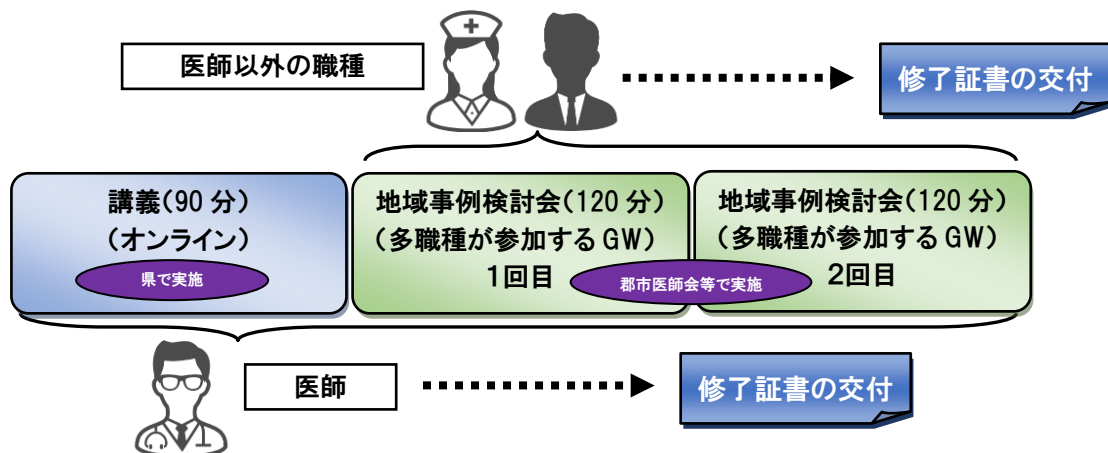 医師以外の職種
修了証書の交付
講義(90分)
(オンライン)
県で実施
地域事例検討会(120分)
(多職種が参加するGW)
1回目
地域事例検討会(120分)
(多職種が参加するGW)
2回目
郡市医師会等で実施
医師
修了証書の交付